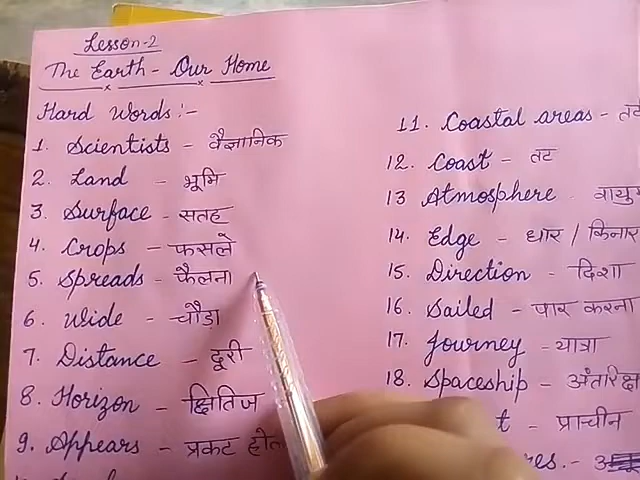 Lesson-2
The Earth - Our Home
Hard Words :-
1. Scientists - वैज्ञानिक
2. Land - भूमि
3. Surface - सतह
4. Crops - फसले
5. Spreads - फैलना
6. Wide - चौड़ा
7. Distance - दूरी
8. Horizon - क्षितिज
9. Appears - प्रकट
11. Coastal areas -
12. Coast - तट
13 Atmosphere -
14. Edge - धार / किनार
15. Direction - दिशा
16. Sailed - पार करना
17. Journey - यात्रा
18. Spaceship - अंतरिक्ष
- प्राचीन